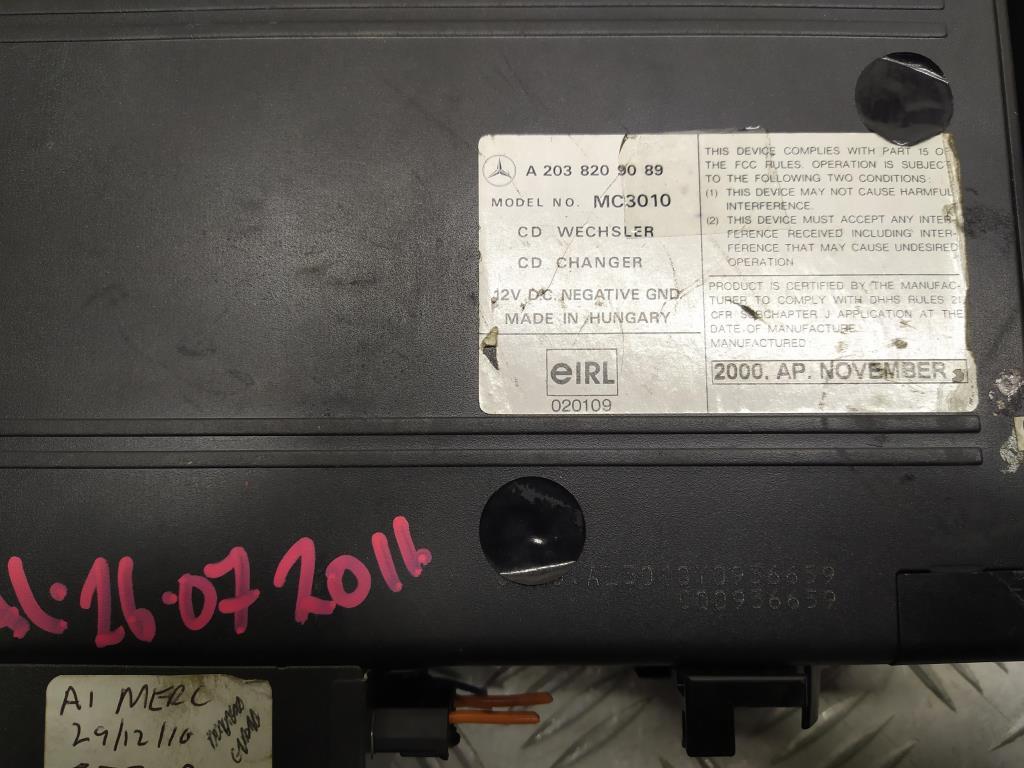 A 203 820 90 89
MODEL NO. MC3010
CD WECHSLER
CD CHANGER
12V D.C. NEGATIVE GND.
MADE IN HUNGARY
eIRL
020109
THIS DEVICE COMPLIES WITH PART 15 OF
THE FCC RULES. OPERATION IS SUBJECT
TO THE FOLLOWING TWO CONDITIONS:
(1) THIS DEVICE MAY NOT CAUSE HARMFUL
INTERFERENCE.
(2) THIS DEVICE MUST ACCEPT ANY INTER-
FERENCE RECEIVED INCLUDING INTER-
FERENCE THAT MAY CAUSE UNDESIRED
OPERATION
PRODUCT IS CERTIFIED BY THE MANUFAC-
TURER TO COMPLY WITH DHHS RULES 21
CFR SUBCHAPTER J APPLICATION AT THE
DATE OF MANUFACTURE.
MANUFACTURED:
2000. AP. NOVEMBER
AL3010Y0936659
000936659
16.07 2016
A1 MERC
29/12/16